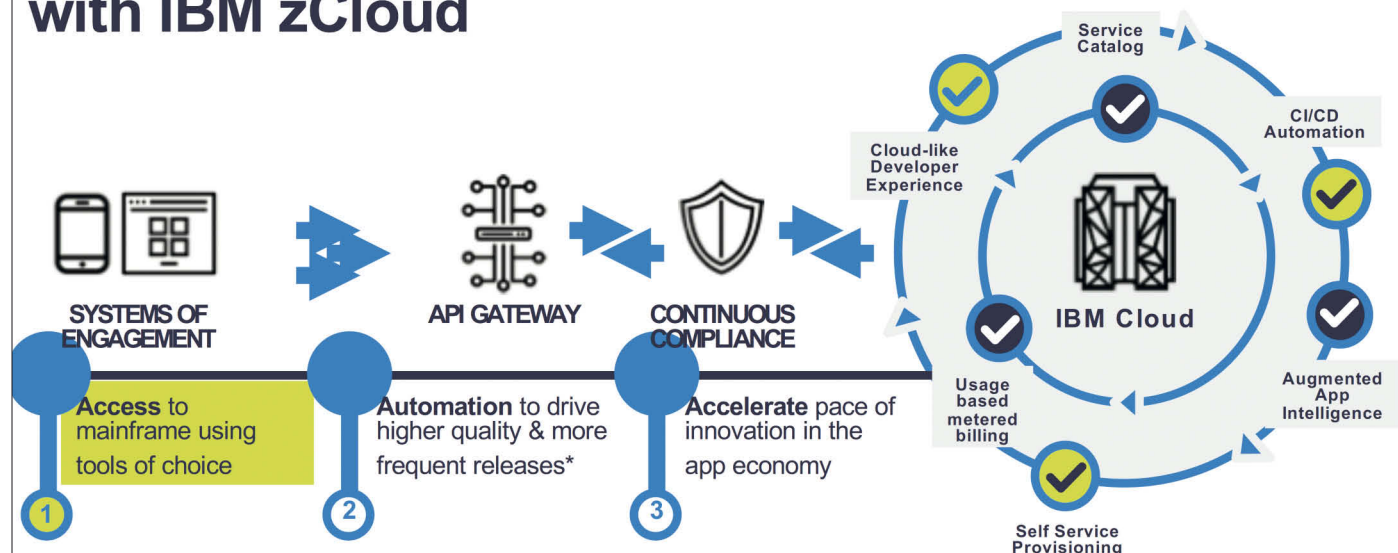 with IBM zCloud
SYSTEMS OF
ENGAGEMENT
API GATEWAY
CONTINUOUS
COMPLIANCE
1
Access to
mainframe using
tools of choice
2
Automation to drive
higher quality & more
frequent releases*
3
Accelerate pace of
innovation in the
app economy
Service
Catalog
CI/CD
Automation
Cloud-like
Developer
Experience
IBM Cloud
Usage
based
metered
billing
Augmented
App
Intelligence
Self Service
Provisioning